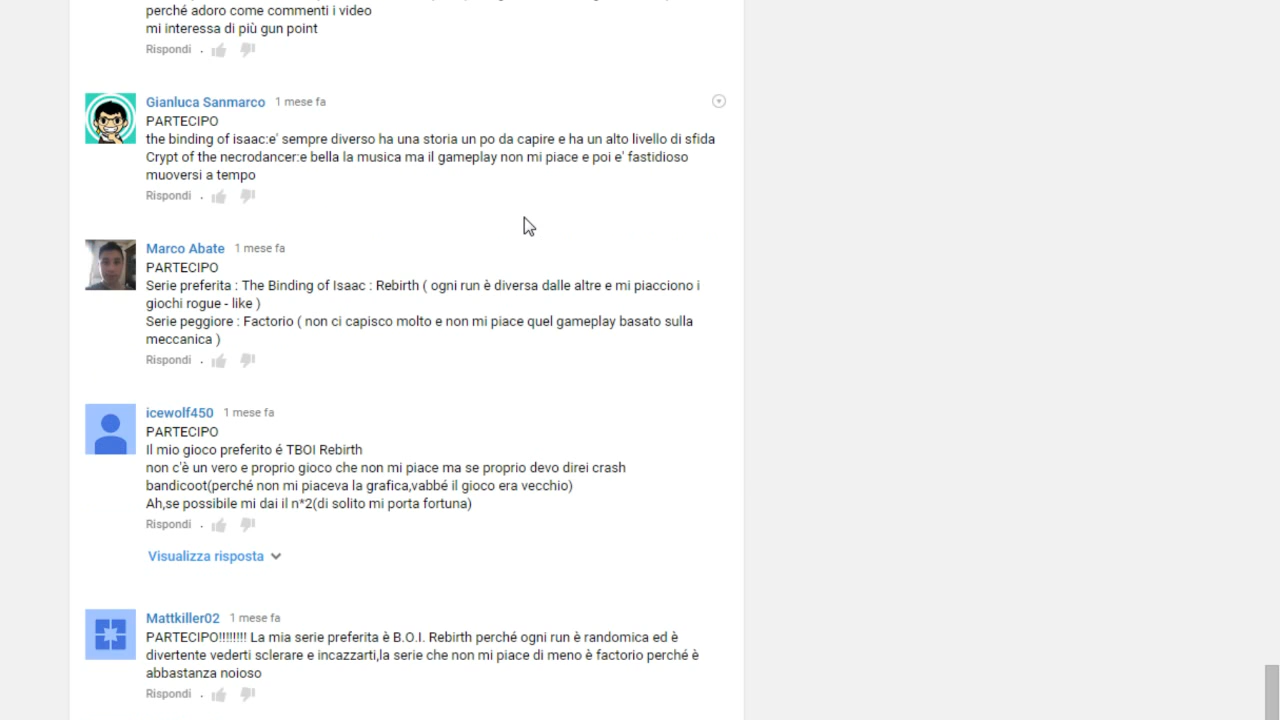 perché adoro come commenti i video
mi interessa di più gun point
Rispondi .
Gianluca Sanmarco 1 mese fa
PARTECIPO
the binding of isaac:e' sempre diverso ha una storia un po da capire e ha un alto livello di sfida
Crypt of the necrodancer:e bella la musica ma il gameplay non mi piace e poi e' fastidioso
muoversi a tempo
Rispondi .
Marco Abate 1 mese fa
PARTECIPO
Serie preferita : The Binding of Isaac : Rebirth ( ogni run è diversa dalle altre e mi piacciono i
giochi rogue - like )
Serie peggiore : Factorio ( non ci capisco molto e non mi piace quel gameplay basato sulla
meccanica )
Rispondi .
icewolf450 1 mese fa
PARTECIPO
Il mio gioco preferito é TBOI Rebirth
non c'è un vero e proprio gioco che non mi piace ma se proprio devo direi crash
bandicoot(perché non mi piaceva la grafica,vabbé il gioco era vecchio)
Ah,se possibile mi dai il n*2(di solito mi porta fortuna)
Rispondi .
Visualizza risposta
Mattkiller02 1 mese fa
PARTECIPO!!!!!!!! La mia serie preferita è B.O.I. Rebirth perché ogni run è randomica ed è
divertente vederti sclerare e incazzarti,la serie che non mi piace di meno è factorio perché è
abbastanza noioso
Rispondi .